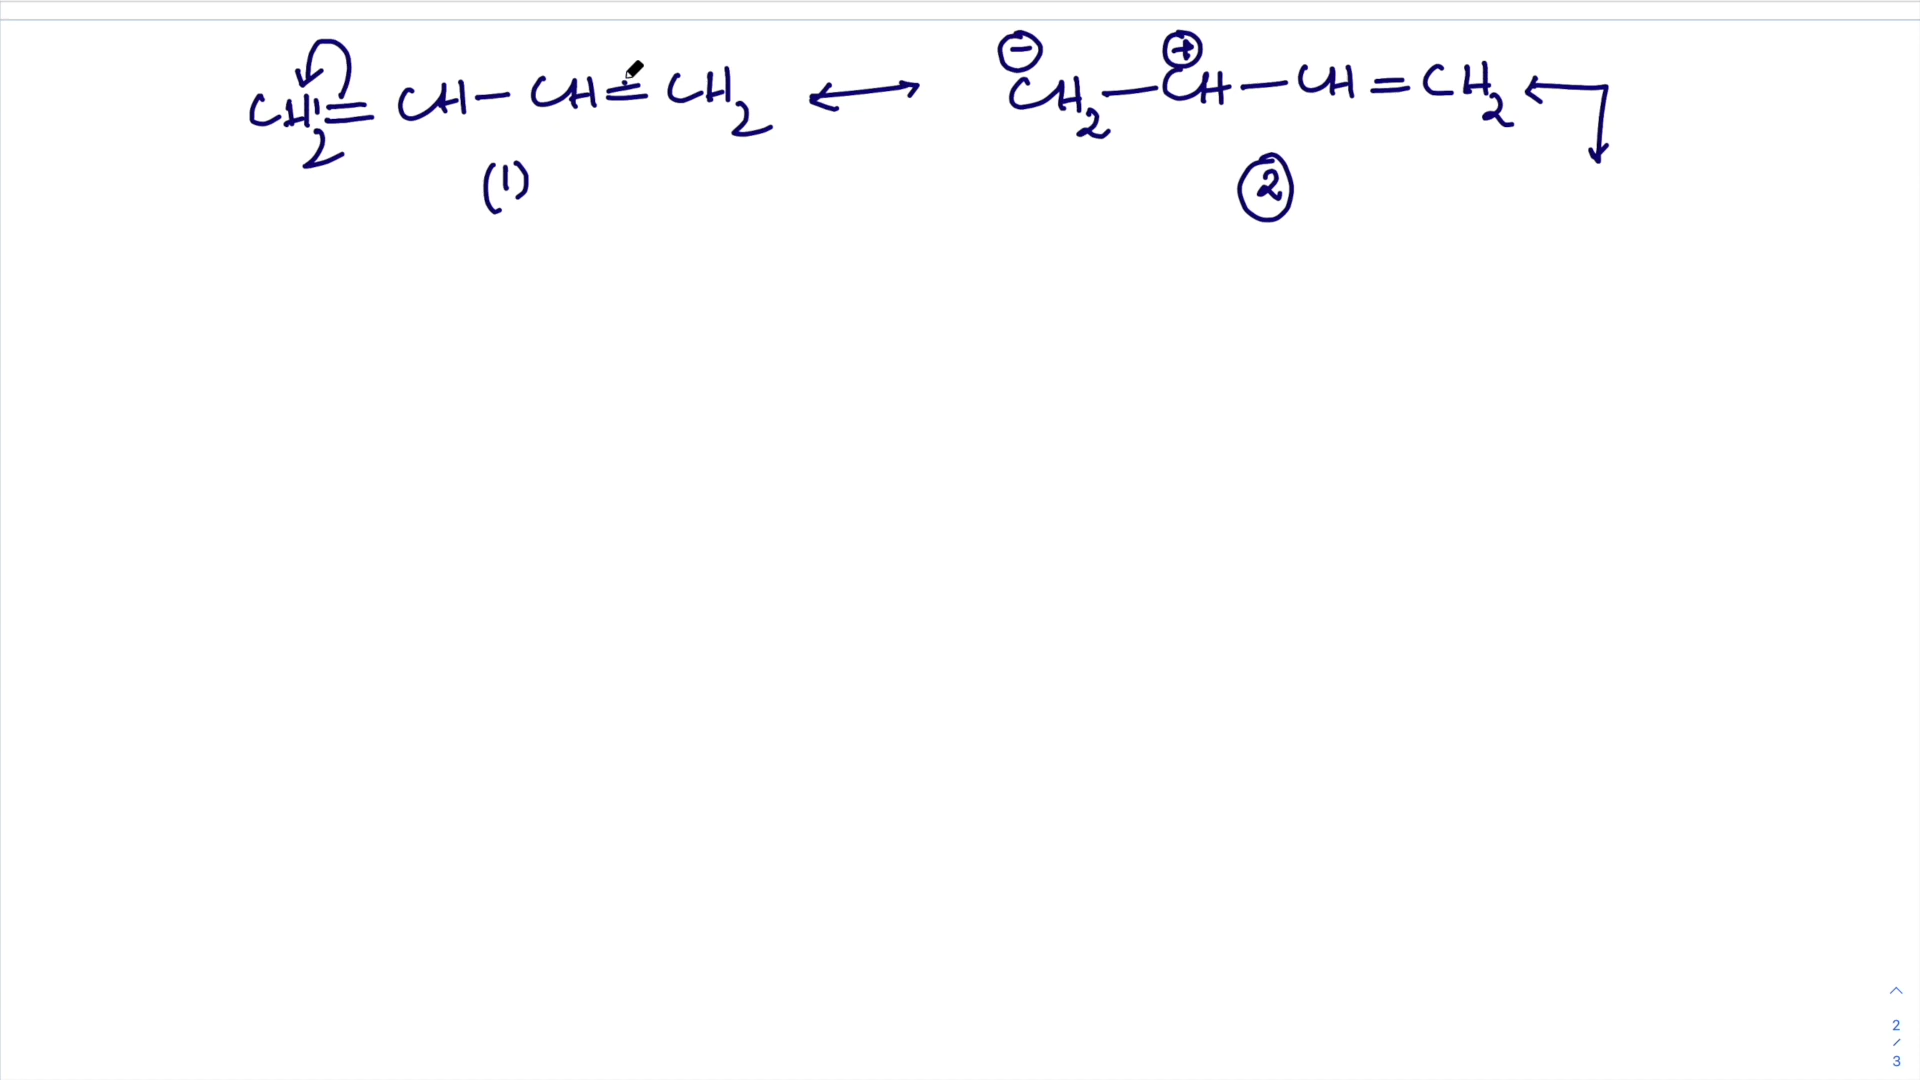 CH₂ = CH – CH = CH₂ ⟷ ⊖CH₂ – ⊕CH – CH = CH₂
(1) ②
2
/
3